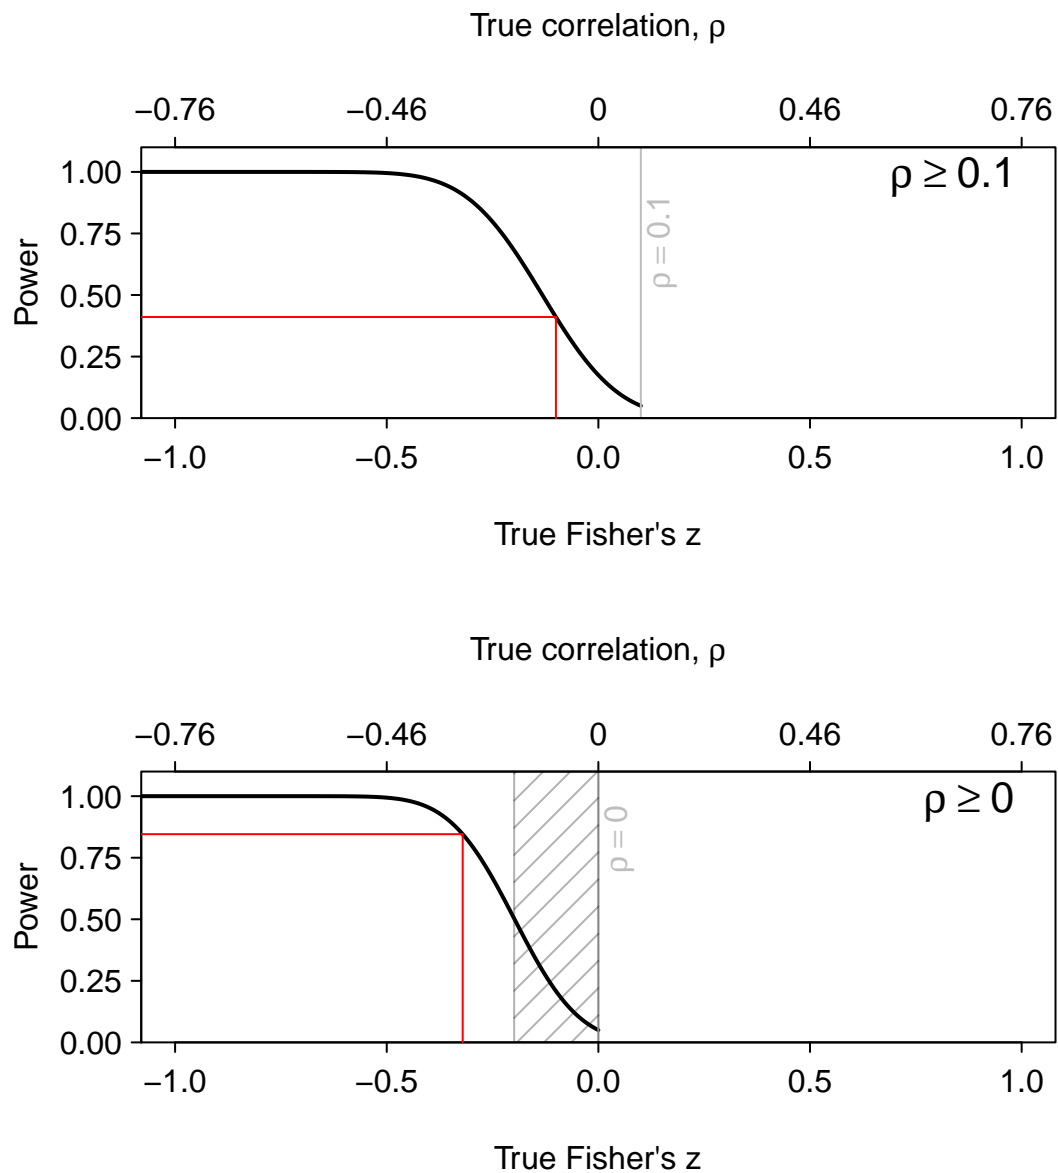 True correlation, ρ
−0.76 −0.46 0 0.46 0.76
ρ ≥ 0.1
1.00
0.75
0.50
0.25
0.00
Power
ρ = 0.1
−1.0 −0.5 0.0 0.5 1.0
True Fisher's z
True correlation, ρ
−0.76 −0.46 0 0.46 0.76
ρ ≥ 0
1.00
0.75
0.50
0.25
0.00
Power
ρ = 0
−1.0 −0.5 0.0 0.5 1.0
True Fisher's z